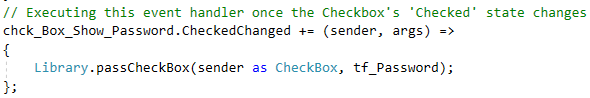 // Executing this event handler once the Checkbox's 'Checked' state changes
chck_Box_Show_Password.CheckedChanged += (sender, args) =>
{
    Library.passCheckBox(sender as CheckBox, tf_Password);
};